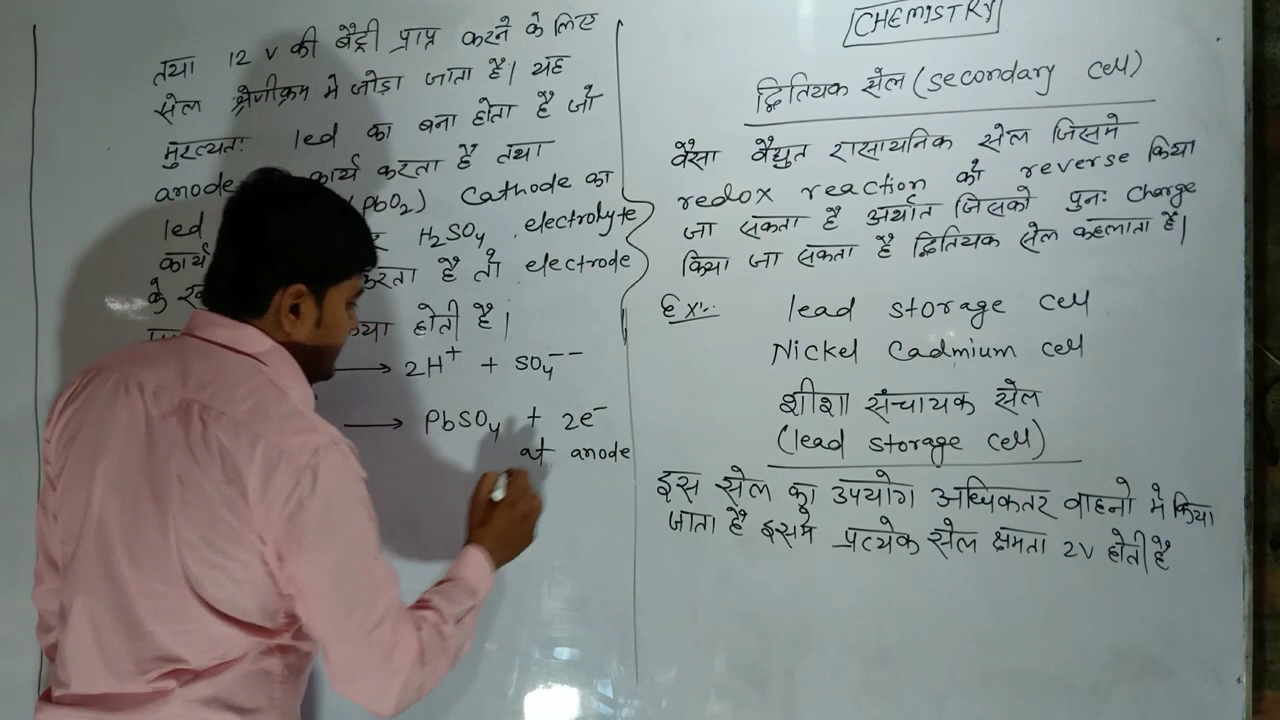 CHEMISTRY
द्वितियक सेल (secondary cell)
वैसा वैद्युत रासायनिक सेल जिसमे
redox reaction को reverse किया
जा सकता है अर्थात जिसको पुनः charge
किया जा सकता है द्वितियक सेल कहलाता है।
Ex:- lead storage cell
Nickel Cadmium cell
शीशा संचायक सेल
(lead storage cell)
इस सेल का उपयोग अधिकतर वाहनो मे किया
जाता है इसमे प्रत्येक सेल क्षमता 2V होती है
तथा 12 V की बैट्री प्राप्त करने के लिए
सेल श्रेणीक्रम मे जोड़ा जाता है। यह
मुख्यतः led का बना होता है जो
anode कार्य करता है तथा
led (PbO₂) Cathode का
कार्य H₂SO₄ electrolyte
के करता है तो electrode
होती है।
⟶ 2H⁺ + SO₄⁻⁻
⟶ PbSO₄ + 2e⁻
at anode